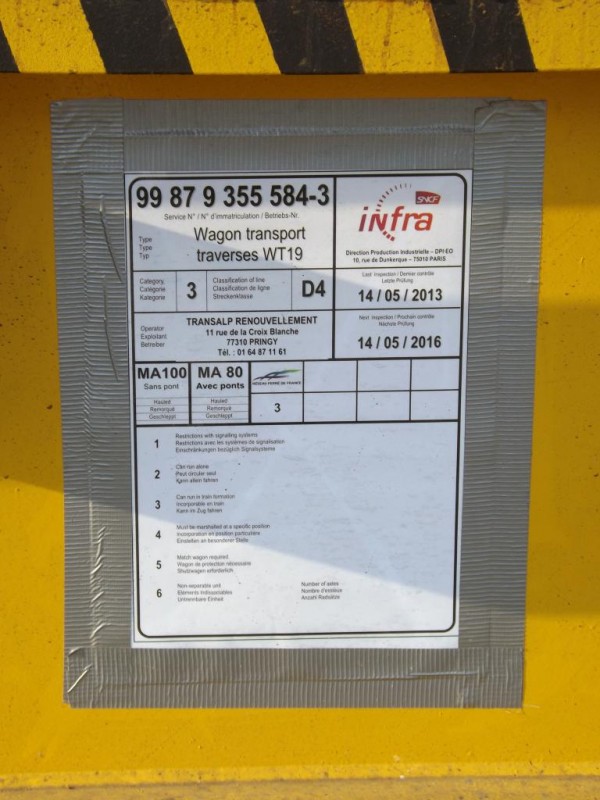 99 87 9 355 584-3
Service N° / N° d'immatriculation / Betriebs-Nr.
Type
Type
Typ
Wagon transport
traverses WT19
SNCF
infra
Direction Production Industrielle – DPI/EO
10, rue de Dunkerque – 75010 PARIS
Category,
Catégorie
Kategorie
3
Classification of line
Classification de ligne
Streckenklasse
D4
Last inspection / Dernier contrôle
Letzte Prüfung
14 / 05 / 2013
Operator
Exploitant
Betreiber
TRANSALP RENOUVELLEMENT
11 rue de la Croix Blanche
77310 PRINGY
Tél. : 01 64 87 11 61
Next inspection / Prochain contrôle
Nächste Prüfung
14 / 05 / 2016
MA100
Sans pont
MA 80
Avec ponts
RÉSEAU FERRÉ DE FRANCE
Hauled
Remorqué
Geschleppt
Hauled
Remorqué
Geschleppt
3
1
Restrictions with signalling systems
Restrictions avec les systèmes de signalisation
Einschränkungen bezüglich Signalsysteme
2
Can run alone
Peut circuler seul
Kann allein fahren
3
Can run in train formation
Incorporable en train
Kann im Zug fahren
4
Must be marshalled at a specific position
Incorporation en position particulière
Einstellen an besonderer Stelle
5
Match wagon required
Wagon de protection nécessaire
Shutzwagen erforderlich
6
Non-separable unit
Eléments indissociables
Untrennbare Einheit
Number of axles
Nombre d'essieux
Anzahl Radsätze